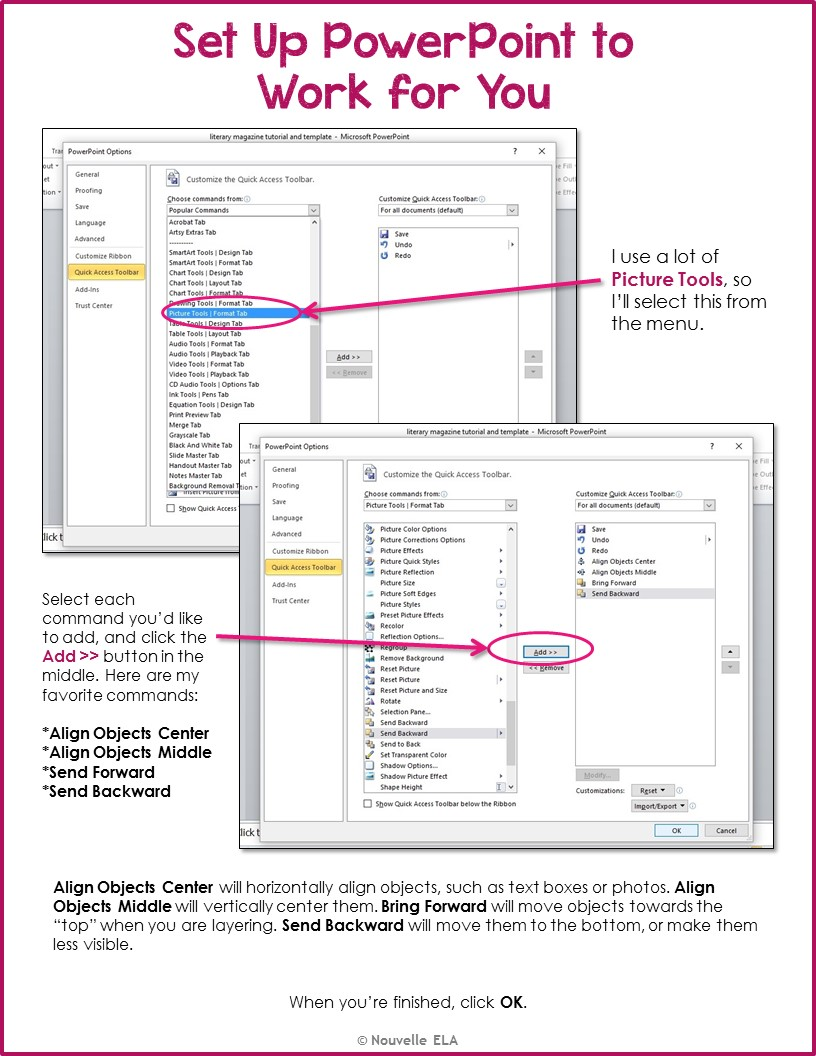 Set Up PowerPoint to
Work for You
literary magazine tutorial and template - Microsoft PowerPoint
PowerPoint Options
General
Proofing
Save
Language
Advanced
Customize Ribbon
Quick Access Toolbar
Add-Ins
Trust Center
Customize the Quick Access Toolbar.
Choose commands from:
Popular Commands
Acrobat Tab
Artsy Extras Tab
----------
SmartArt Tools | Design Tab
SmartArt Tools | Format Tab
Chart Tools | Design Tab
Chart Tools | Layout Tab
Chart Tools | Format Tab
Drawing Tools | Format Tab
Picture Tools | Format Tab
Table Tools | Design Tab
Table Tools | Layout Tab
Audio Tools | Format Tab
Audio Tools | Playback Tab
Video Tools | Format Tab
Video Tools | Playback Tab
CD Audio Tools | Options Tab
Ink Tools | Pens Tab
Equation Tools | Design Tab
Print Preview Tab
Merge Tab
Grayscale Tab
Black And White Tab
Slide Master Tab
Handout Master Tab
Notes Master Tab
Background Removal T
Insert Picture from
Show Quick Access
Add >>
<< Remove
Customize Quick Access Toolbar:
For all documents (default)
Save
Undo
Redo
I use a lot of
Picture Tools, so
I'll select this from
the menu.
literary magazine tutorial and template - Microsoft PowerPoint
PowerPoint Options
General
Proofing
Save
Language
Advanced
Customize Ribbon
Quick Access Toolbar
Add-Ins
Trust Center
Customize the Quick Access Toolbar.
Choose commands from:
Picture Tools | Format Tab
Picture Color Options
Picture Corrections Options
Picture Effects
Picture Quick Styles
Picture Reflection
Picture Size
Picture Soft Edges
Picture Styles
Preset Picture Effects
Recolor
Reflection Options...
Regroup
Remove Background
Reset Picture
Reset Picture
Reset Picture and Size
Rotate
Selection Pane...
Send Backward
Send Backward
Send to Back
Set Transparent Color
Shadow Options...
Shadow Picture Effect
Shape Height
Show Quick Access Toolbar below the Ribbon
Add >>
<< Remove
Customize Quick Access Toolbar:
For all documents (default)
Save
Undo
Redo
Align Objects Center
Align Objects Middle
Bring Forward
Send Backward
Modify...
Customizations:
Reset
Import/Export
OK
Cancel
Select each
command you'd like
to add, and click the
Add >> button in the
middle. Here are my
favorite commands:
*Align Objects Center
*Align Objects Middle
*Send Forward
*Send Backward
Align Objects Center will horizontally align objects, such as text boxes or photos. Align
Objects Middle will vertically center them. Bring Forward will move objects towards the
“top” when you are layering. Send Backward will move them to the bottom, or make them
less visible.
When you're finished, click OK.
© Nouvelle ELA